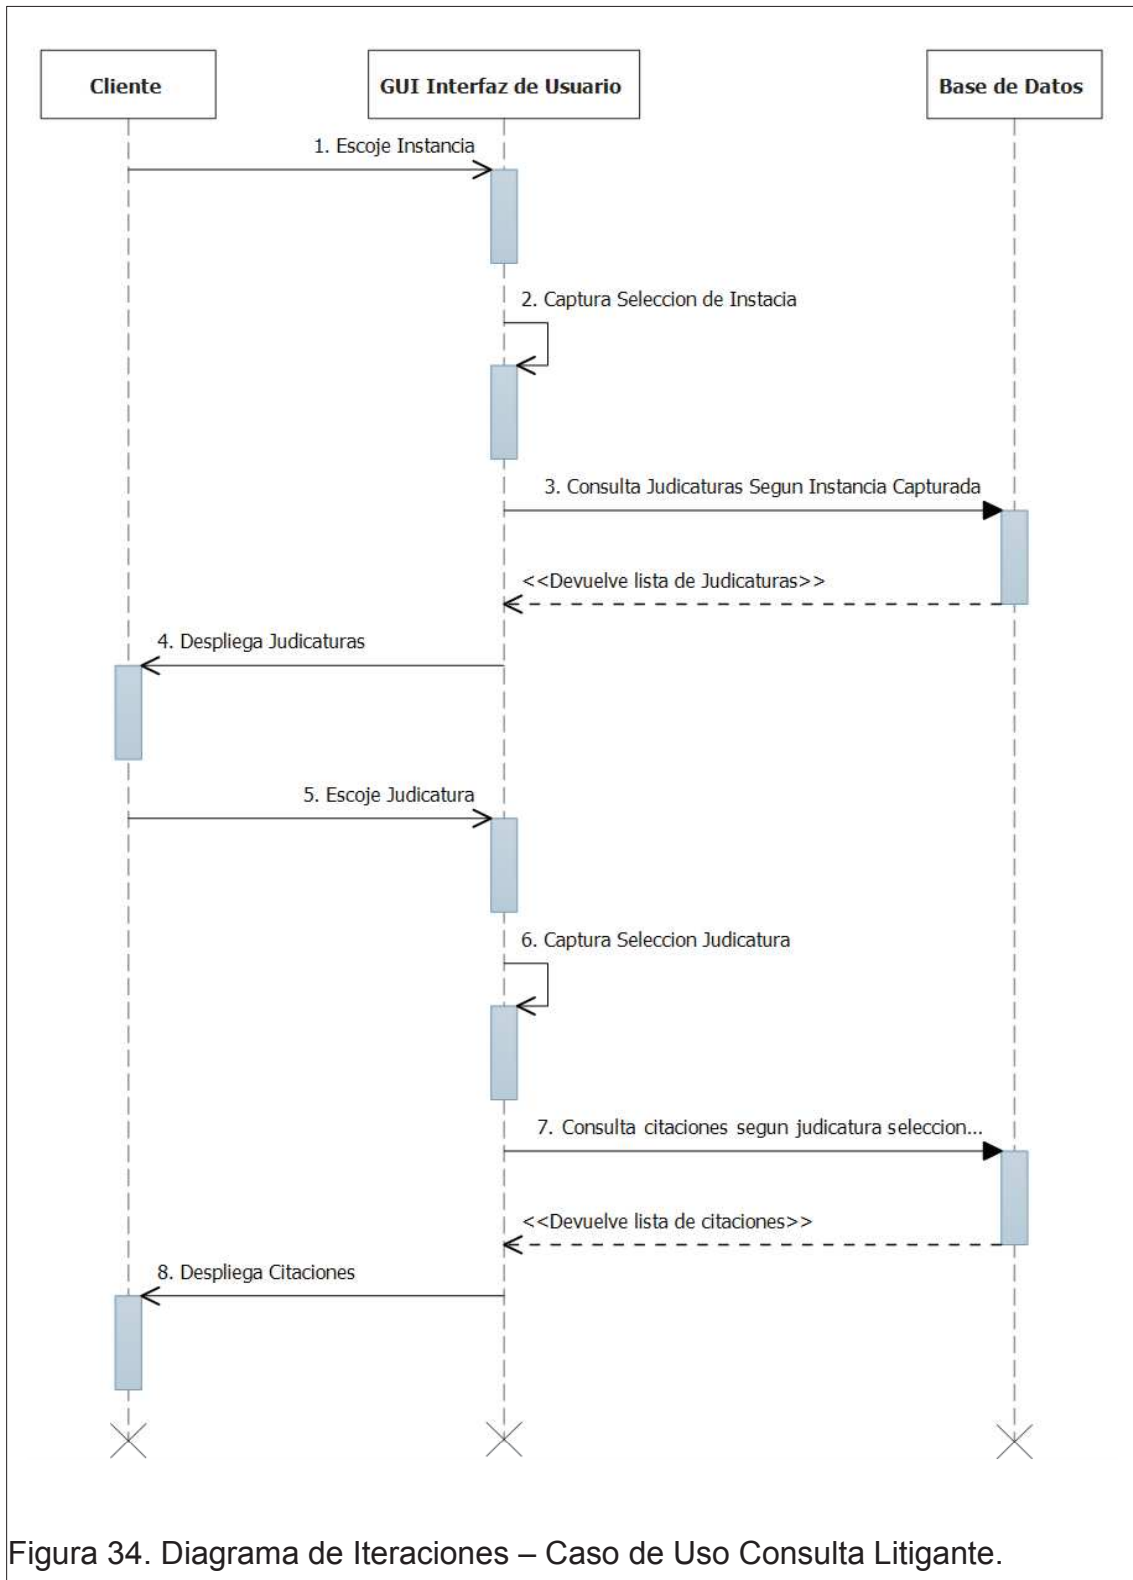 Cliente
GUI Interfaz de Usuario
Base de Datos
1. Escoje Instancia
2. Captura Seleccion de Instacia
3. Consulta Judicaturas Segun Instancia Capturada
<<Devuelve lista de Judicaturas>>
4. Despliega Judicaturas
5. Escoje Judicatura
6. Captura Seleccion Judicatura
7. Consulta citaciones segun judicatura seleccion...
<<Devuelve lista de citaciones>>
8. Despliega Citaciones
Figura 34. Diagrama de Iteraciones – Caso de Uso Consulta Litigante.